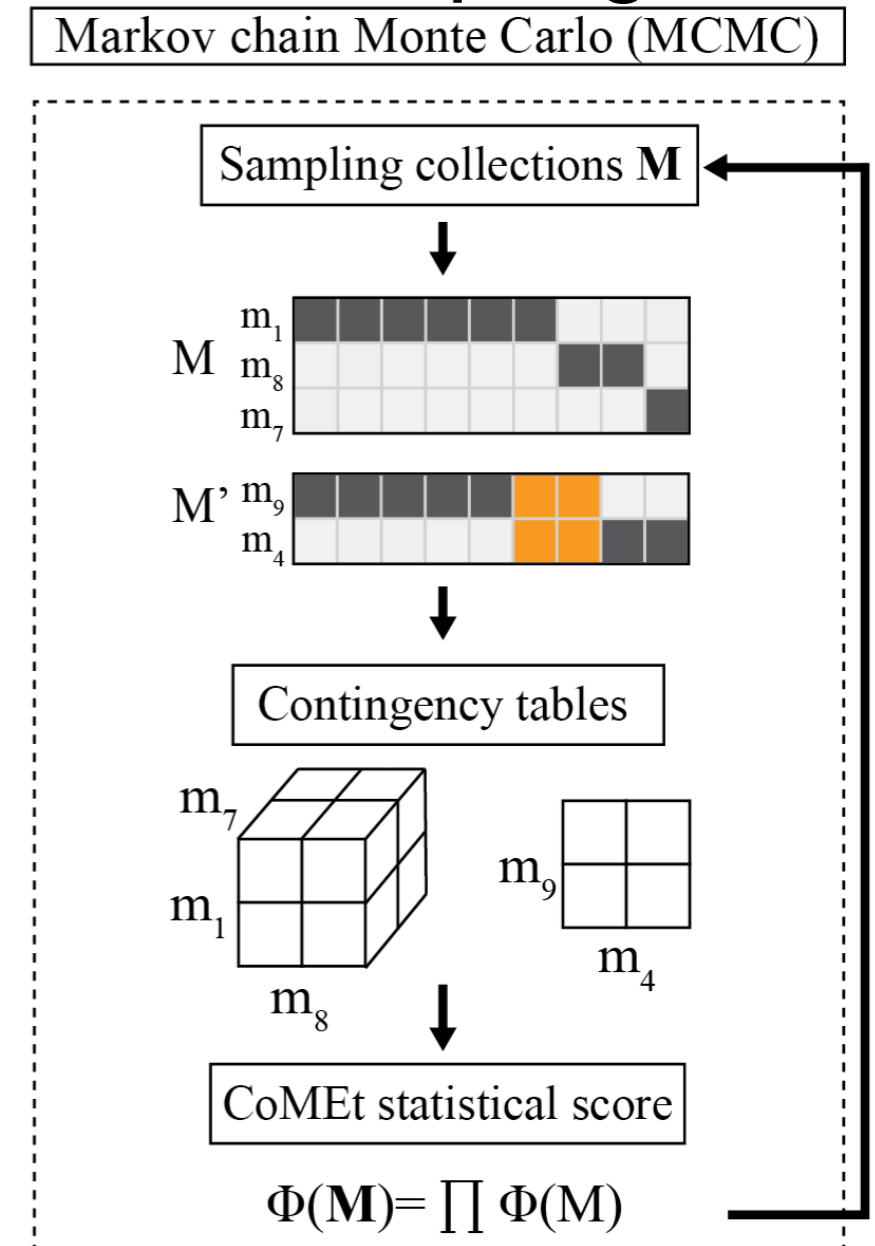 Markov chain Monte Carlo (MCMC)
Sampling collections M
M
m₁
m₈
m₇
M’
m₉
m₄
Contingency tables
m₇
m₁
m₈
m₉
m₄
CoMEt statistical score
Φ(M)= ∏ Φ(M)